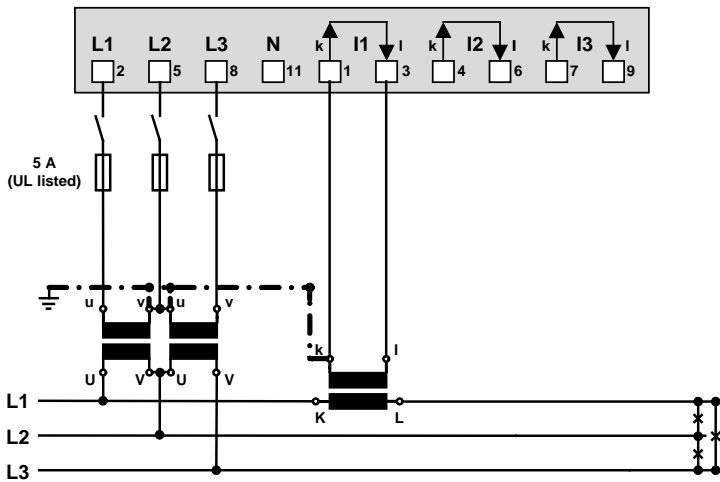 L1 L2 L3 N k I1 l k I2 l k I3 l
2 5 8 11 1 3 4 6 7 9
5 A
(UL listed)
u v u v
k l
U V U V
L1
K L
L2
L3